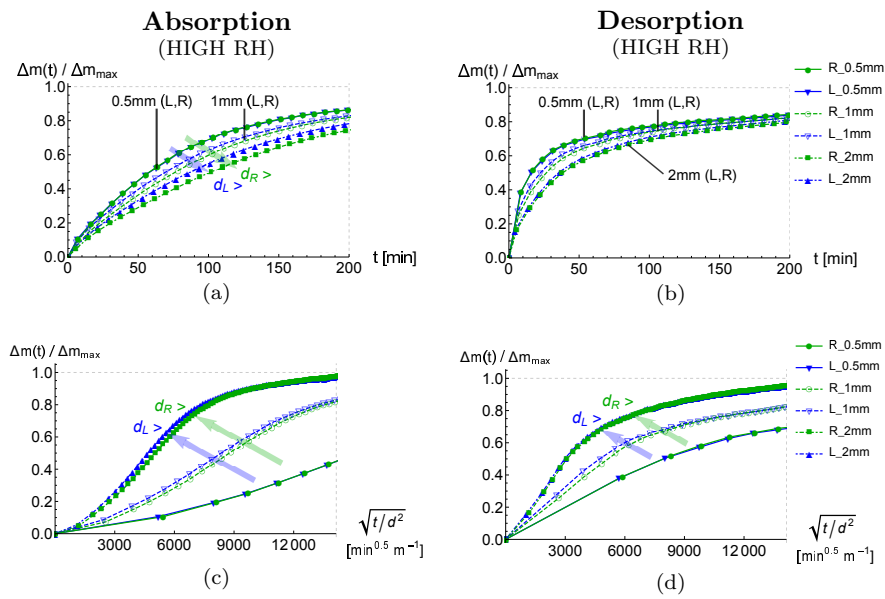 Absorption
(HIGH RH)
Δm(t) / Δmmax
1.0
0.8
0.6
0.4
0.2
0.0
0.5mm (L,R)
1mm (L,R)
dL >
dR >
0
50
100
150
200
t [min]
(a)
Desorption
(HIGH RH)
Δm(t) / Δmmax
1.0
0.8
0.6
0.4
0.2
0.0
0.5mm (L,R)
1mm (L,R)
2mm (L,R)
0
50
100
150
200
t [min]
(b)
R_0.5mm
L_0.5mm
R_1mm
L_1mm
R_2mm
L_2mm
Δm(t) / Δmmax
1.0
0.8
0.6
0.4
0.2
0.0
dR >
dL >
3000
6000
9000
12000
√t/d²
[min^0.5 m^-1]
(c)
Δm(t) / Δmmax
1.0
0.8
0.6
0.4
0.2
0.0
dR >
dL >
3000
6000
9000
12000
√t/d²
[min^0.5 m^-1]
(d)
R_0.5mm
L_0.5mm
R_1mm
L_1mm
R_2mm
L_2mm